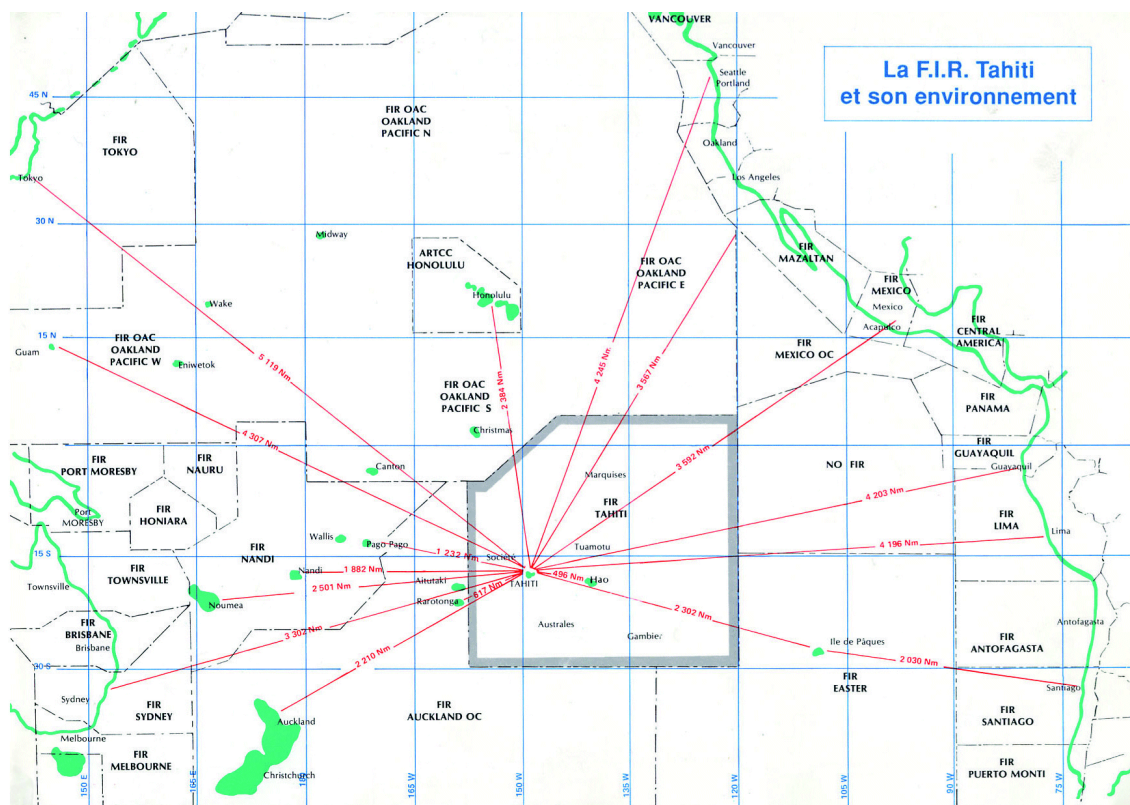 La F.I.R. Tahiti
et son environnement
VANCOUVER
Vancouver
Seattle
Portland
45 N
FIR OAC
OAKLAND
PACIFIC N
FIR
TOKYO
Oakland
Tokyo
Los Angeles
30 N
Midway
ARTCC
HONOLULU
FIR OAC
OAKLAND
PACIFIC E
FIR
MAZALTAN
FIR
MEXICO
Mexico
Acapulco
Honolulu
Wake
FIR
CENTRAL
AMERICA
15 N
Guam
FIR OAC
OAKLAND
PACIFIC W
Eniwetok
FIR
MEXICO OC
5 119 Nm
2 384 Nm
4 245 Nm
3 567 Nm
FIR OAC
OAKLAND
PACIFIC S
FIR
PANAMA
4 307 Nm
Christmas
3 592 Nm
FIR
PORT MORESBY
FIR
NAURU
Canton
Marquises
NO FIR
FIR
GUAYAQUIL
Guayaquil
Port
MORESBY
FIR
HONIARA
FIR
TAHITI
4 203 Nm
FIR
LIMA
Lima
Wallis
Pago Pago
FIR
NANDI
1 232 Nm
Société
Tuamotu
4 196 Nm
15 S
FIR
TOWNSVILLE
Townsville
Nandi
1 882 Nm
2 501 Nm
Noumea
Aitutaki
Rarotonga
617 Nm
TAHITI
496 Nm
Hao
2 302 Nm
FIR
BRISBANE
Brisbane
3 302 Nm
Australes
Gambier
Ile de Pâques
Antofagasta
FIR
ANTOFAGASTA
2 210 Nm
2 030 Nm
30 S
FIR
EASTER
Santiago
Sydney
FIR
SYDNEY
Auckland
FIR
AUCKLAND OC
FIR
SANTIAGO
Melbourne
FIR
MELBOURNE
Christchurch
FIR
PUERTO MONTI
150 E
165 E
165 W
150 W
135 W
120 W
105 W
90 W
75 W